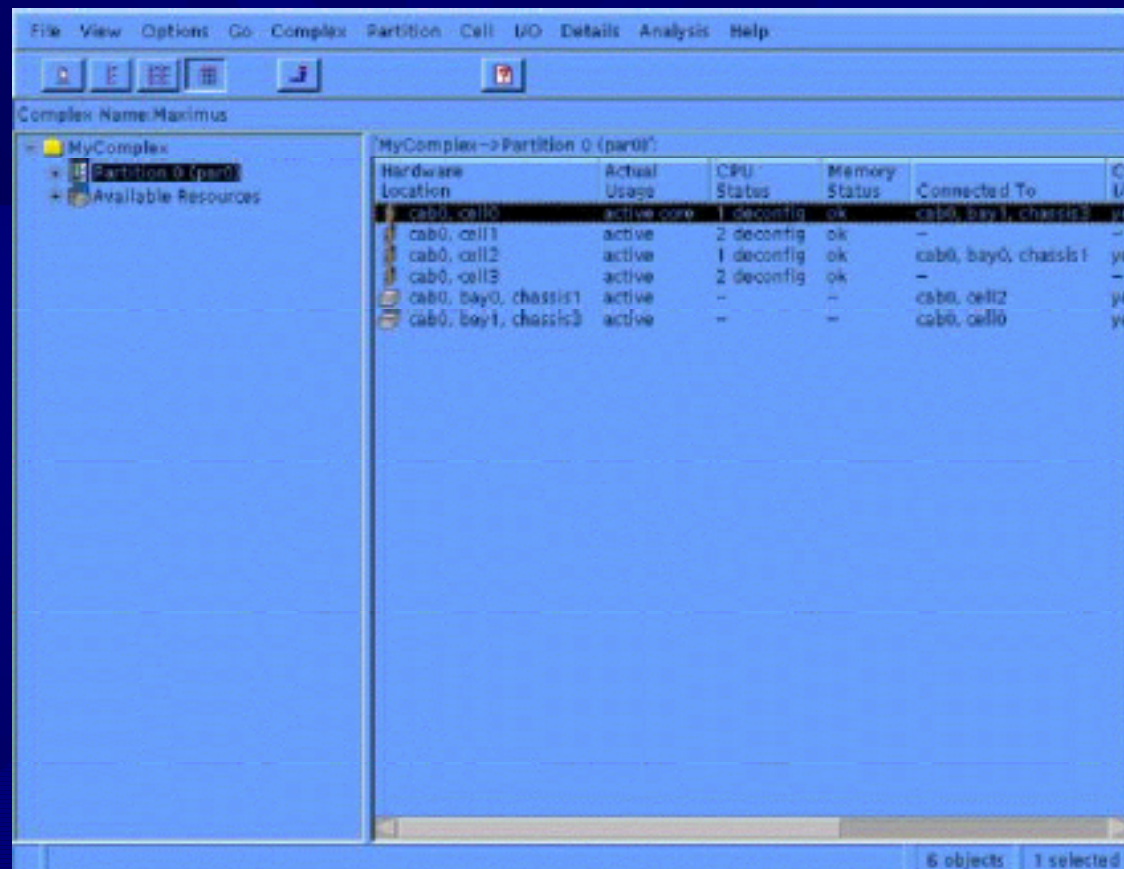 File View Options Go Complex Partition Cell I/O Details Analysis Help
Complex Name:Maximus
MyComplex
Partition 0 (par0)
Available Resources
"MyComplex->Partition 0 (par0)":
Hardware Location Actual Usage CPU Status Memory Status Connected To
cab0, cell0 active core 1 deconfig ok cab0, bay1, chassis3
cab0, cell1 active 2 deconfig ok -
cab0, cell2 active 1 deconfig ok cab0, bay0, chassis1
cab0, cell3 active 2 deconfig ok -
cab0, bay0, chassis1 active - - cab0, cell2
cab0, bay1, chassis3 active - - cab0, cell0
6 objects 1 selected